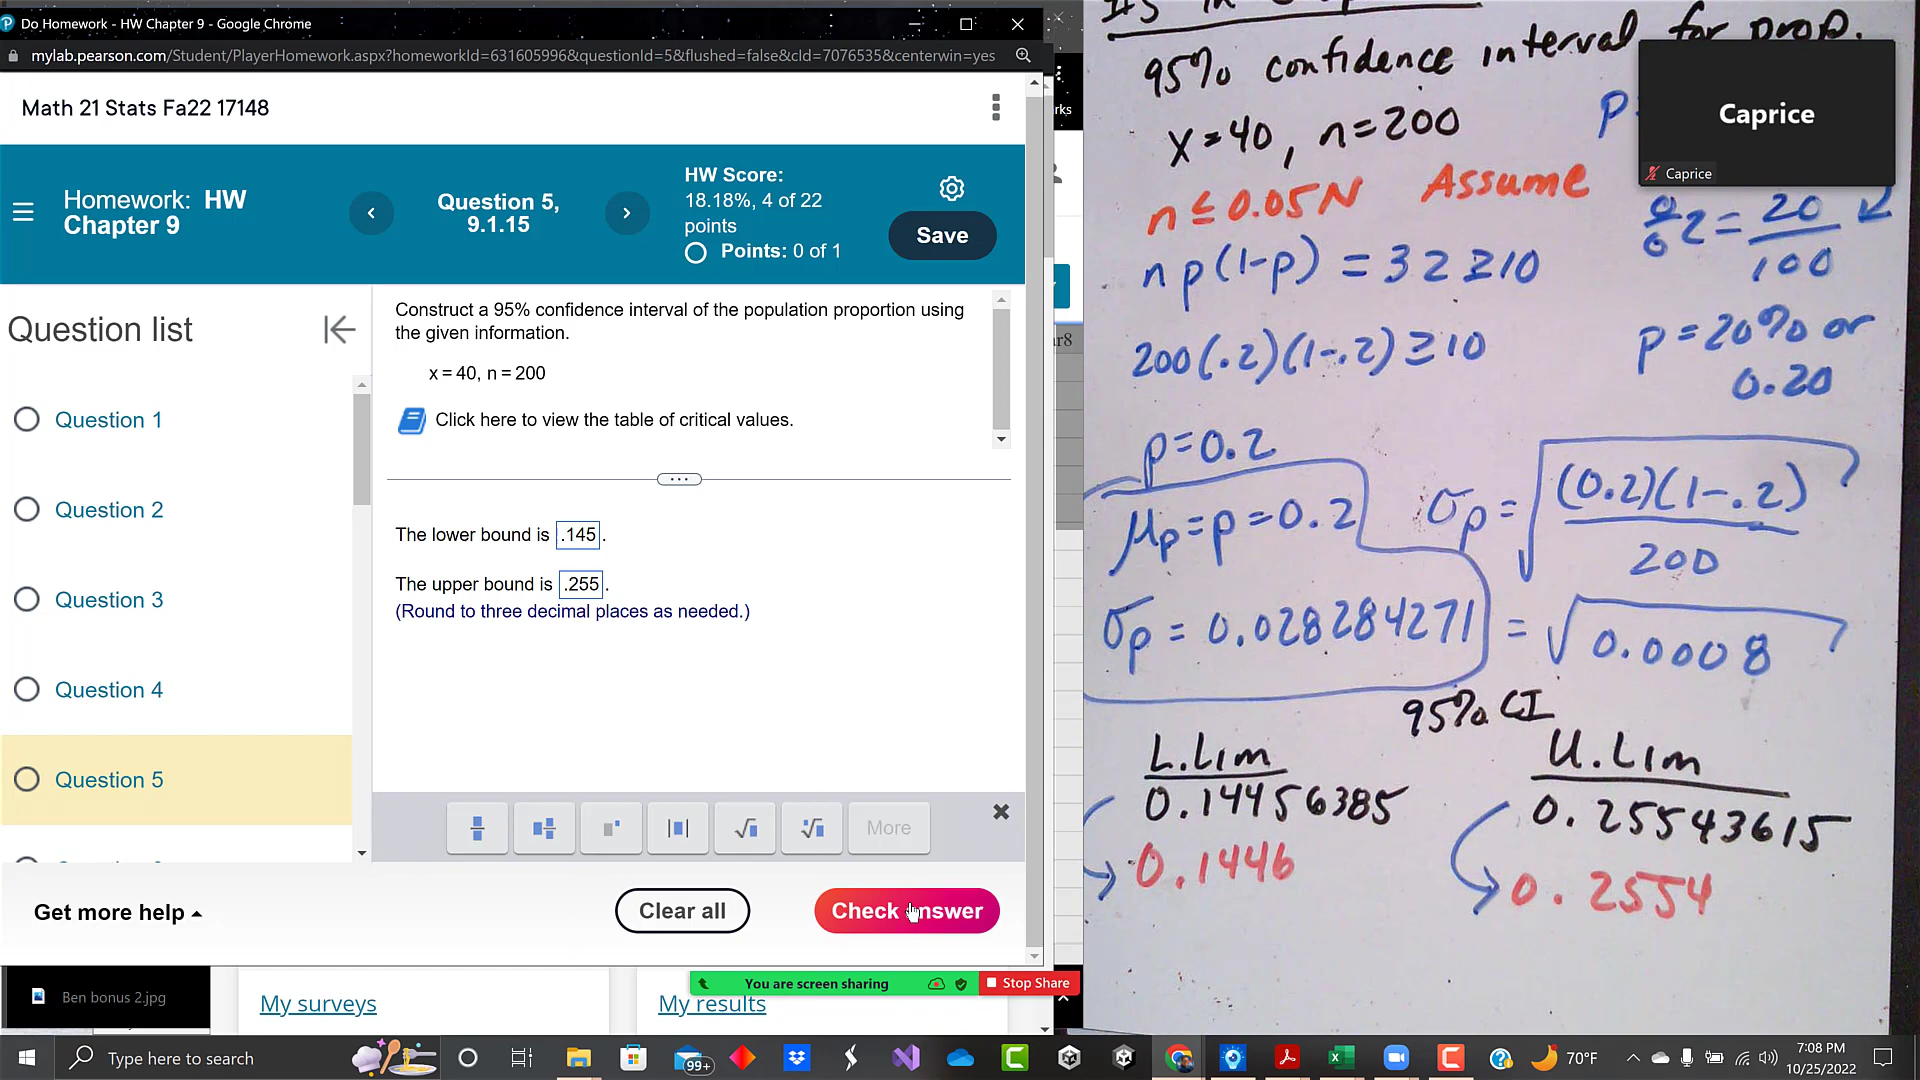 Do Homework - HW Chapter 9 - Google Chrome
mylab.pearson.com/Student/PlayerHomework.aspx?homeworkId=631605996&questionId=5&flushed=false&cId=7076535&centerwin=yes
Math 21 Stats Fa22 17148
Homework: HW Chapter 9
Question 5, 9.1.15
HW Score: 18.18%, 4 of 22 points
Points: 0 of 1
Save
Question list
Question 1
Question 2
Question 3
Question 4
Question 5
Construct a 95% confidence interval of the population proportion using
the given information.
x = 40, n = 200
Click here to view the table of critical values.
The lower bound is .145 .
The upper bound is .255 .
(Round to three decimal places as needed.)
More
Get more help
Clear all
Check answer
Ben bonus 2.jpg
My surveys
My results
You are screen sharing
Stop Share
95% confidence interval for prop.
x = 40, n = 200
n ≤ 0.05N Assume
n p(1-p) = 32 ≥ 10
200(.2)(1-.2) ≥ 10
20
100
p = 20% or
0.20
p = 0.2
μp = p = 0.2
σp = √(0.2)(1-.2)
200
σp = 0.028284271 = √0.0008
95% CI
L.Lim
U.Lim
0.14456385
0.25543615
0.1446
0.2554
Caprice
Caprice
Type here to search
99+
70°F
7:08 PM
10/25/2022